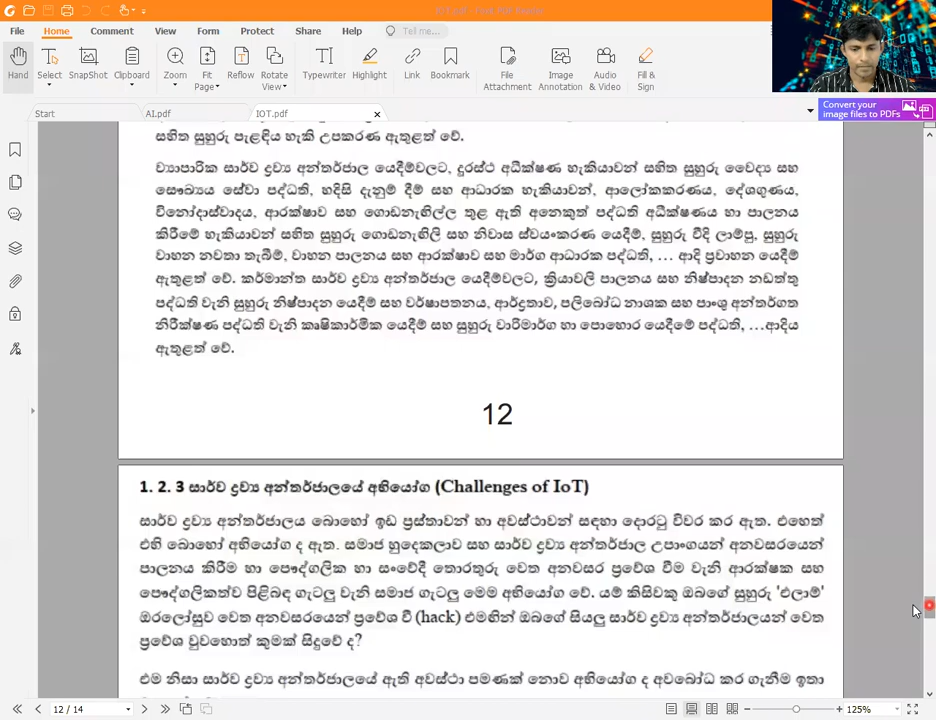 IOT.pdf - Foxit PDF Reader
File Home Comment View Form Protect Share Help Tell me...
Hand Select SnapShot Clipboard Zoom Fit Page Reflow Rotate View Typewriter Highlight Link Bookmark File Attachment Image Annotation Audio & Video Fill & Sign
Start AI.pdf IOT.pdf
Convert your image files to PDFs
සහිත සුහුරු පැළඳිය හැකි උපකරණ ඇතුළත් වේ.
ව්‍යාපාරික සාර්ව ද්‍රව්‍ය අන්තර්ජාල යෙදීම්වලට, දුරස්ථ අධීක්ෂණ හැකියාවන් සහිත සුහුරු වෛද්‍ය සහ
සෞඛ්‍යය සේවා පද්ධති, හදිසි දැනුම් දීම් සහ ආධාරක හැකියාවන්, ආලෝකකරණය, දේශගුණය,
විනෝදාස්වාදය, ආරක්ෂාව සහ ගොඩනැඟිල්ල තුළ ඇති අනෙකුත් පද්ධති අධීක්ෂණය හා පාලනය
කිරීමේ හැකියාවන් සහිත සුහුරු ගොඩනැඟිලි සහ නිවාස ස්වයංකරණ යෙදීම්, සුහුරු වීදි ලාම්පු, සුහුරු
වාහන නවතා තැබීම්, වාහන පාලනය සහ ආරක්ෂාව සහ මාර්ග ආධාරක පද්ධති, ... ආදි ප්‍රවාහන යෙදීම්
ඇතුළත් වේ. කර්මාන්ත සාර්ව ද්‍රව්‍ය අන්තර්ජාල යෙදීම්වලට, ක්‍රියාවලි පාලනය සහ නිෂ්පාදන නඩත්තු
පද්ධති වැනි සුහුරු නිෂ්පාදන යෙදීම් සහ වර්ෂාපතනය, ආර්ද්‍රතාව, පලිබෝධ නාශක සහ පාංශු අන්තර්ගත
නිරීක්ෂණ පද්ධති වැනි කෘෂිකාර්මික යෙදීම් සහ සුහුරු වාරිමාර්ග හා පොහොර යෙදීමේ පද්ධති, ...ආදිය
ඇතුළත් වේ.
12
1. 2. 3 සාර්ව ද්‍රව්‍ය අන්තර්ජාලයේ අභියෝග (Challenges of IoT)
සාර්ව ද්‍රව්‍ය අන්තර්ජාලය බොහෝ ඉඩ ප්‍රස්තාවන් හා අවස්ථාවන් සඳහා දොරටු විවර කර ඇත. එහෙත්
එහි බොහෝ අභියෝග ද ඇත. සමාජ හුදෙකලාව සහ සාර්ව ද්‍රව්‍ය අන්තර්ජාල උපාංගයන් අනවසරයෙන්
පාලනය කිරීම හා පෞද්ගලික හා සංවේදී තොරතුරු වෙත අනවසර ප්‍රවේශ වීම වැනි ආරක්ෂක සහ
පෞද්ගලිකත්ව පිළිබඳ ගැටලු වැනි සමාජ ගැටලු මෙම අභියෝග වේ. යම් කිසිවකු ඔබගේ සුහුරු 'එලාම්'
ඔරලෝසුව වෙත අනවසරයෙන් ප්‍රවේශ වී (hack) එමඟින් ඔබගේ සියලු සාර්ව ද්‍රව්‍ය අන්තර්ජාලයන් වෙත
ප්‍රවේශ වුවහොත් කුමක් සිදුවේ ද?
එම නිසා සාර්ව ද්‍රව්‍ය අන්තර්ජාලයේ ඇති අවස්ථා පමණක් නොව අභියෝග ද අවබෝධ කර ගැනීම ඉතා
12 / 14 125%